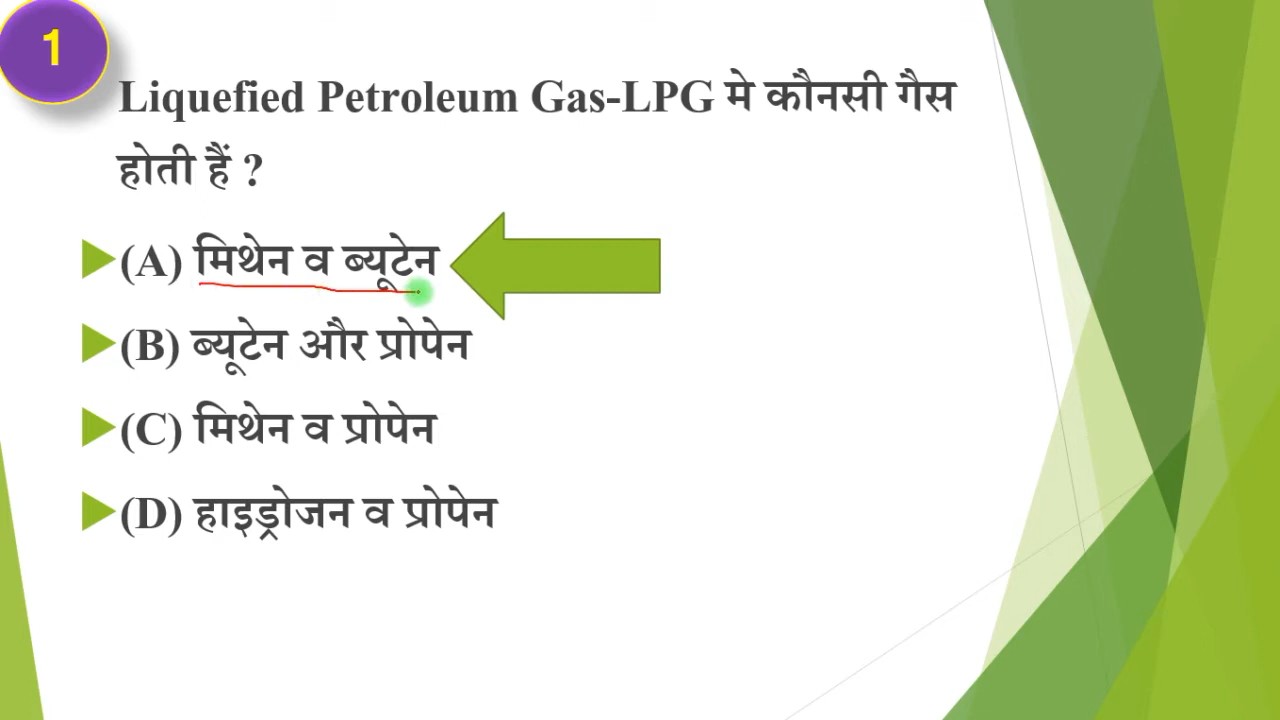 1
Liquefied Petroleum Gas-LPG मे कौनसी गैस
होती हैं ?
(A) मिथेन व ब्यूटेन
(B) ब्यूटेन और प्रोपेन
(C) मिथेन व प्रोपेन
(D) हाइड्रोजन व प्रोपेन